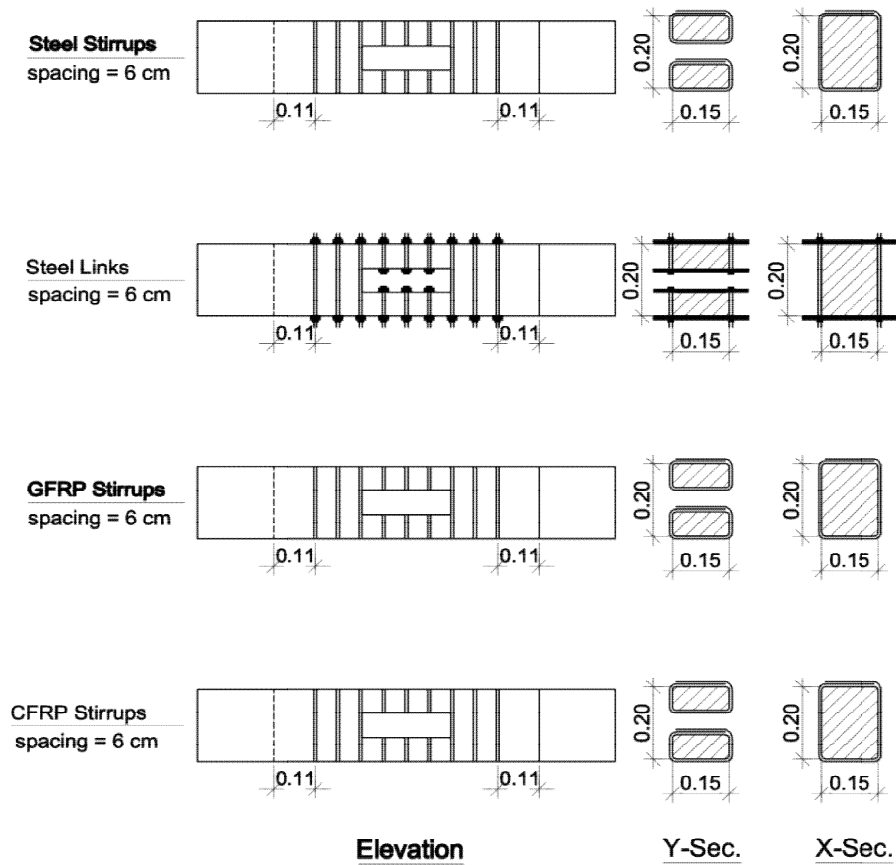 Steel Stirrups
spacing = 6 cm
0.11
0.11
0.20
0.15
0.20
0.15
Steel Links
spacing = 6 cm
0.11
0.11
0.20
0.15
0.20
0.15
GFRP Stirrups
spacing = 6 cm
0.11
0.11
0.20
0.15
0.20
0.15
CFRP Stirrups
spacing = 6 cm
0.11
0.11
0.20
0.15
0.20
0.15
Elevation
Y-Sec.
X-Sec.